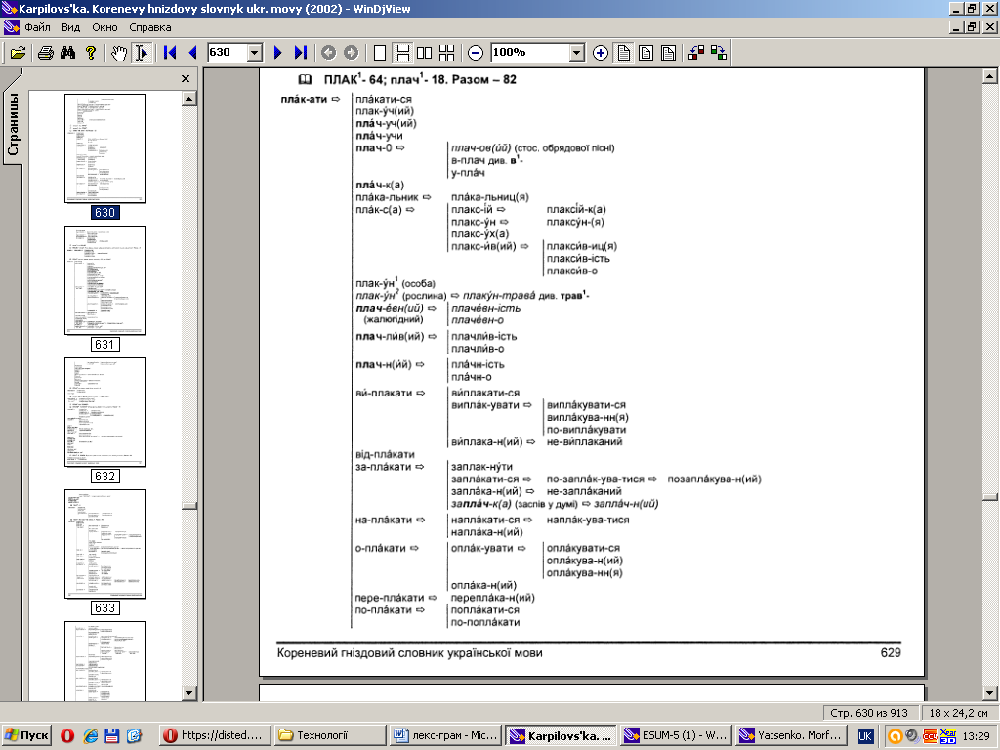 Karpilovs'ka. Korenevy hnizdovy slovnyk ukr. movy (2002) - WinDjView
Файл Вид Окно Справка
630 100%
Страницы
630
631
632
633
ПЛАК¹- 64; плач¹- 18. Разом – 82
пла́к-ати ⇨ пла́кати-ся
плак-у́ч(ий)
пла́ч-уч(ий)
пла́ч-учи
плач-0 ⇨ плач-ов(и́й) (стос. обрядової пісні)
в-плач див. в¹-
у-пла́ч
пла́ч-к(а)
пла́ка-льник ⇨ пла́ка-льниц(я)
пла́к-с(а) ⇨ плакс-і́й ⇨ плаксі́й-к(а)
плакс-у́н ⇨ плаксу́н-(я)
плакс-у́х(а)
плакс-и́в(ий) ⇨ плакси́в-иц(я)
плакси́в-ість
плакси́в-о
плак-у́н¹ (особа)
плак-у́н² (рослина) ⇨ плаку́н-трава́ див. трав¹-
плач-е́вн(ий) ⇨ плаче́вн-ість
(жалюгідний) плаче́вн-о
плач-ли́в(ий) ⇨ плачли́в-ість
плачли́в-о
плач-н(и́й) ⇨ пла́чн-ість
пла́чн-о
ви́-плакати ⇨ ви́плакати-ся
випла́к-увати ⇨ випла́кувати-ся
випла́кува-нн(я)
по-випла́кувати
ви́плака-н(ий) ⇨ не-ви́плаканий
від-пла́кати
за-пла́кати ⇨ заплак-ну́ти
запла́кати-ся ⇨ по-запла́к-ува-тися ⇨ позапла́кува-н(ий)
запла́ка-н(ий) ⇨ не-запла́каний
запла́ч-к(а) (заспів у думі) ⇨ запла́ч-н(ий)
на-пла́кати ⇨ напла́кати-ся ⇨ напла́к-ува-тися
напла́ка-н(ий)
о-пла́кати ⇨ опла́к-увати ⇨ опла́кувати-ся
опла́кува-н(ий)
опла́кува-нн(я)
опла́ка-н(ий)
пере-пла́кати ⇨ перепла́ка-н(ий)
по-пла́кати ⇨ попла́кати-ся
по-попла́кати
Кореневий гніздовий словник української мови 629
Стр. 630 из 913 18 x 24,2 см
Пуск https://disted.... Технології лекс-грам - Mic... Karpilovs'ka. ... ESUM-5 (1) - W... Yatsenko. Morf... UK 13:29